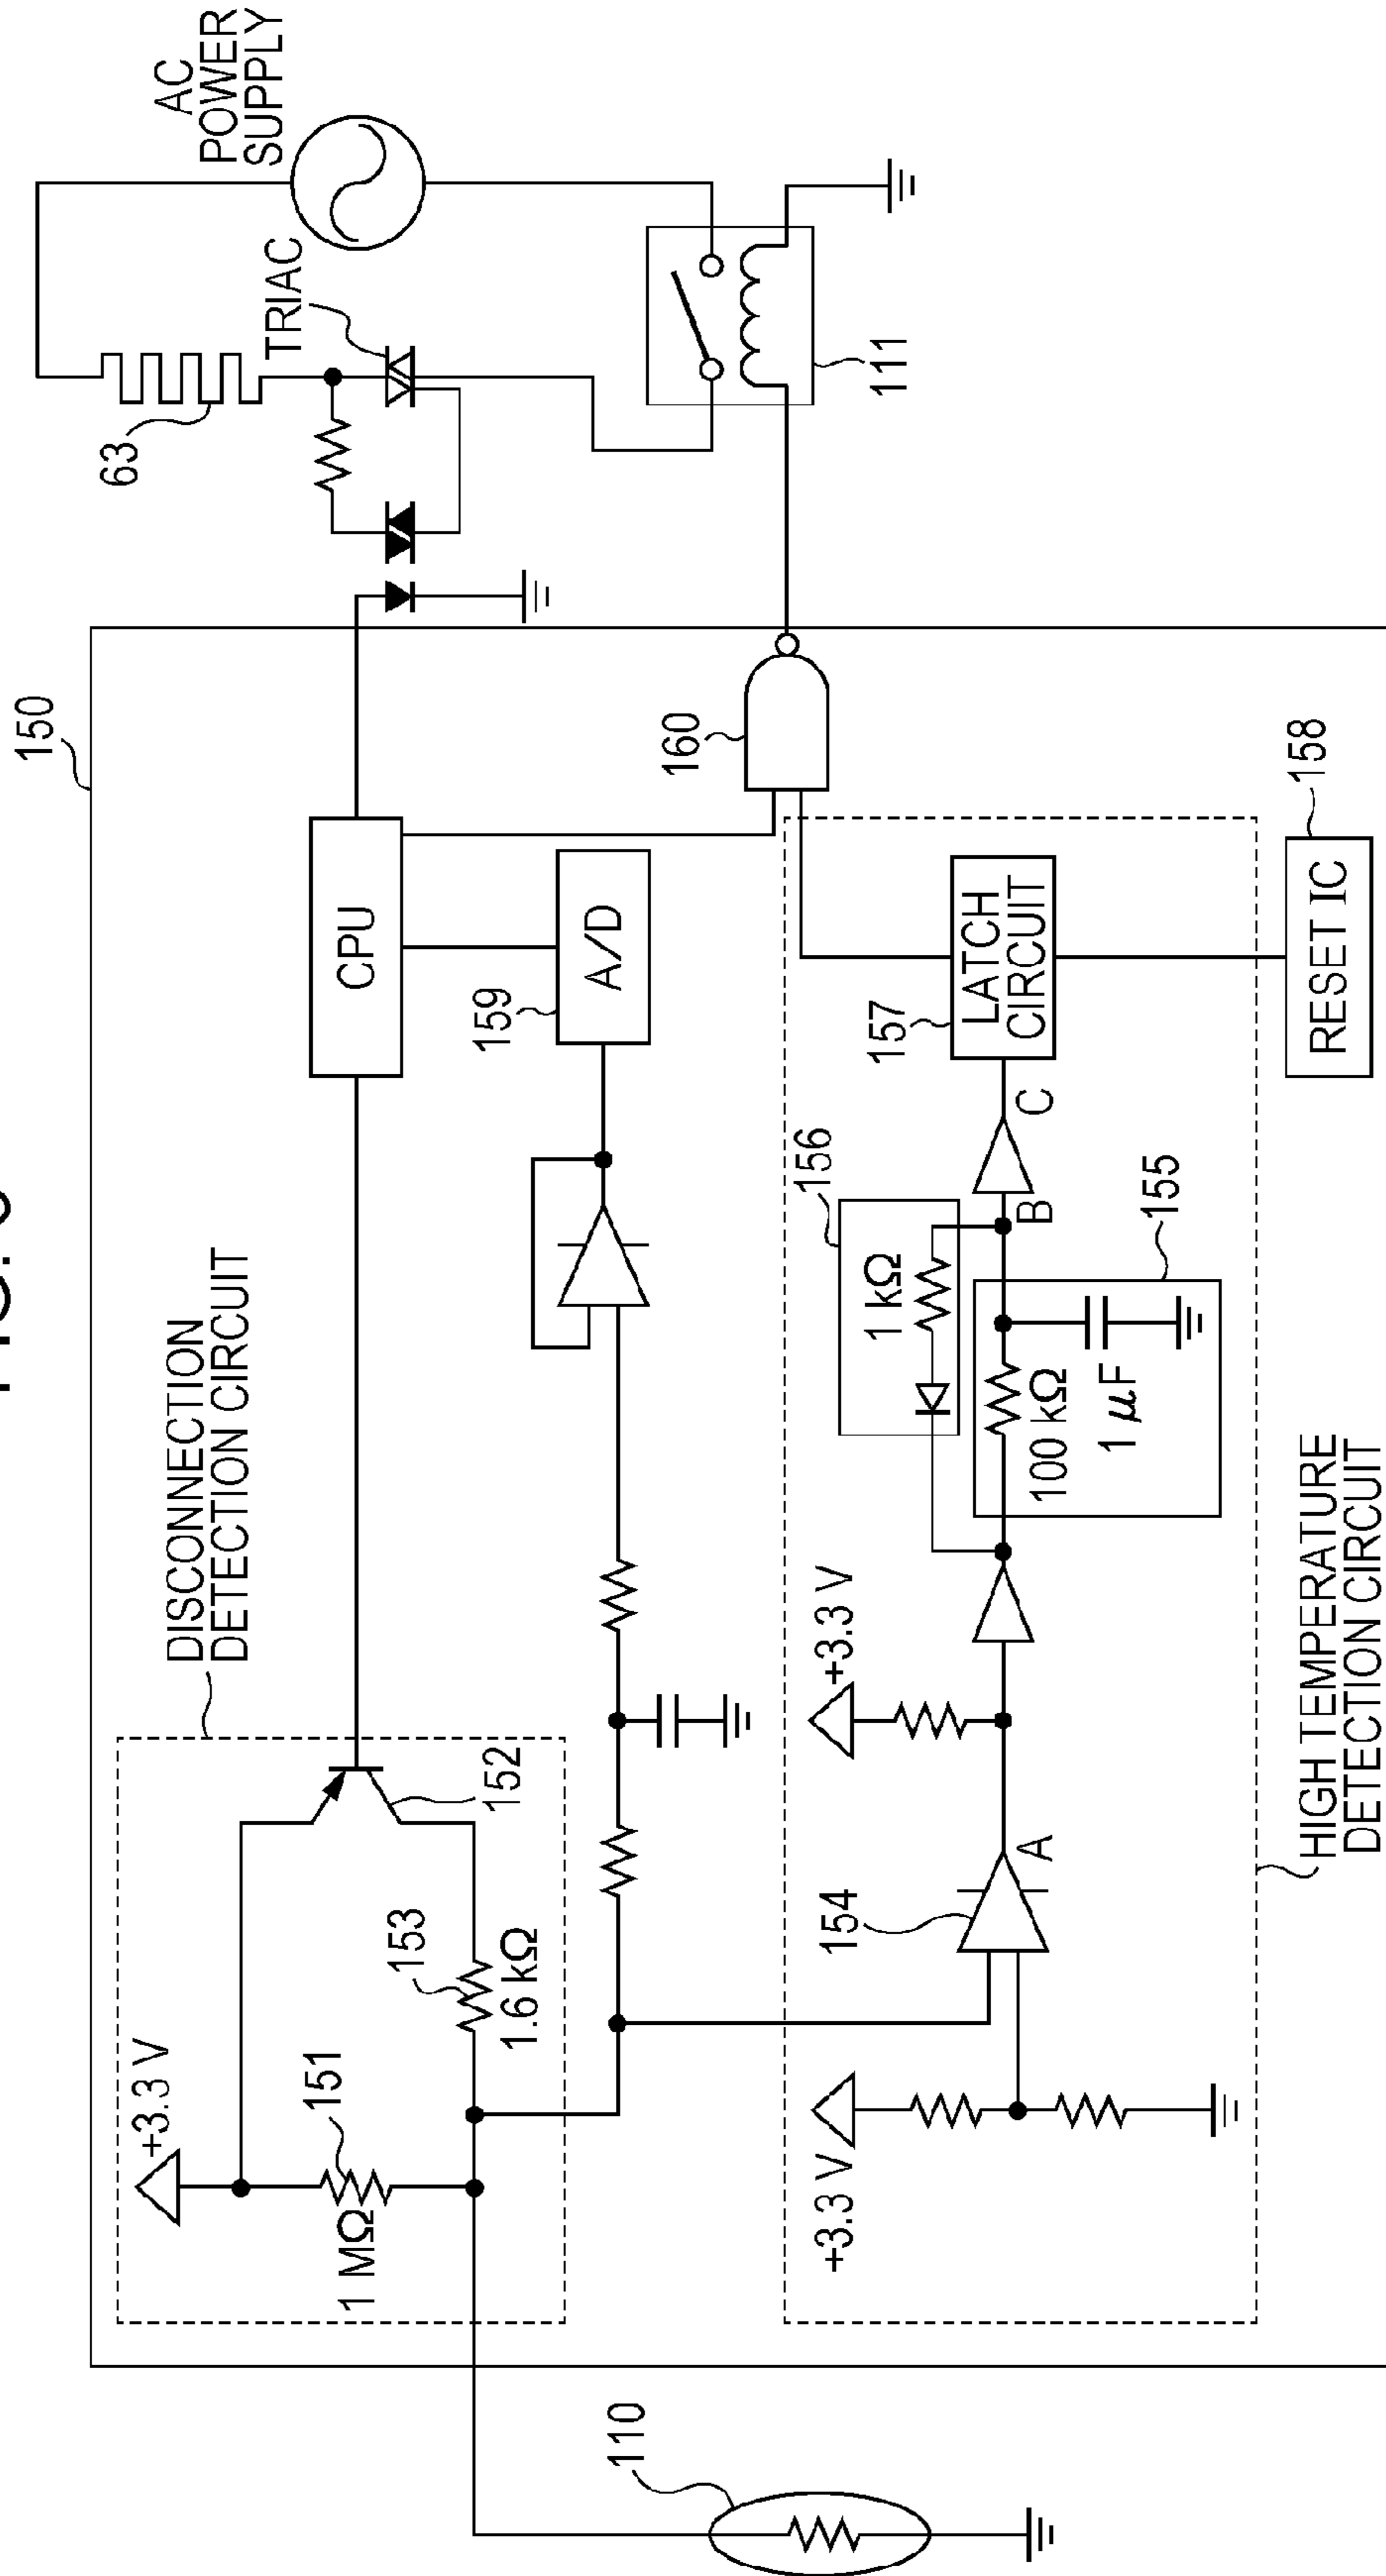 150
63
+3.3 V
DISCONNECTION
DETECTION CIRCUIT
AC
POWER
SUPPLY
TRIAC
151
1 MΩ
CPU
153
1.6 kΩ
152
159
A/D
110
160
+3.3 V
154
+3.3 V
156
1 kΩ
157
111
A
100 kΩ
1 μF
B
C
LATCH
CIRCUIT
155
158
RESET IC
HIGH TEMPERATURE
DETECTION CIRCUIT